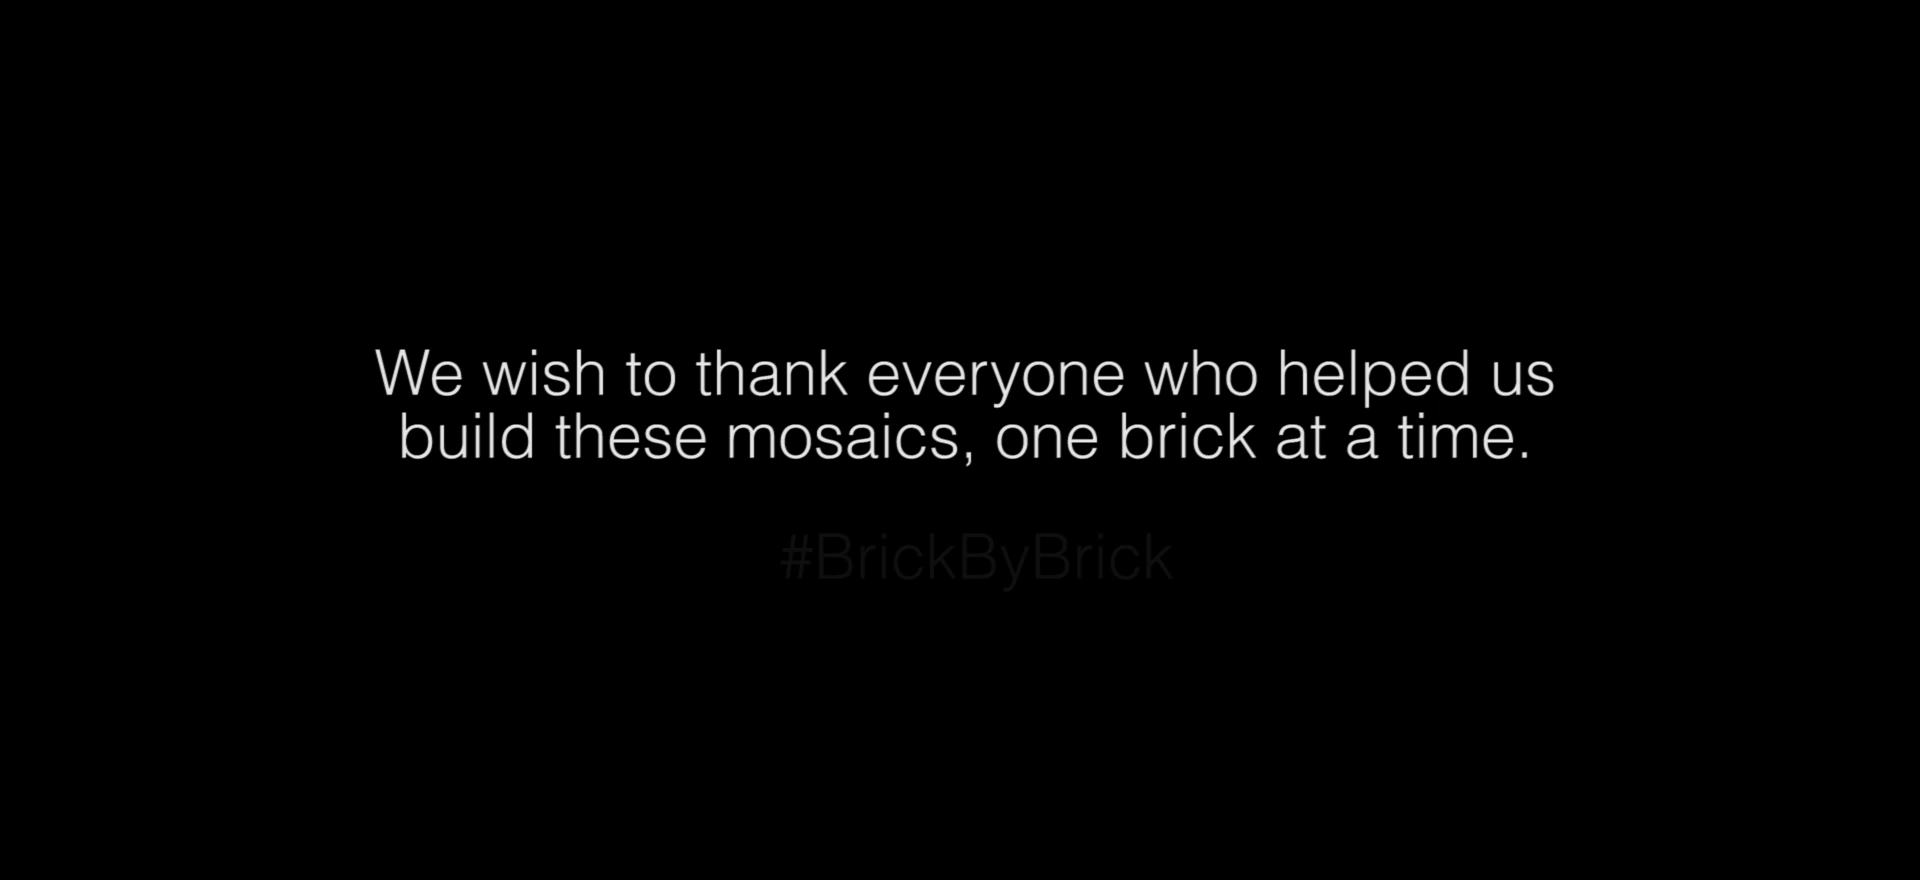 We wish to thank everyone who helped us
build these mosaics, one brick at a time.
#BrickByBrick